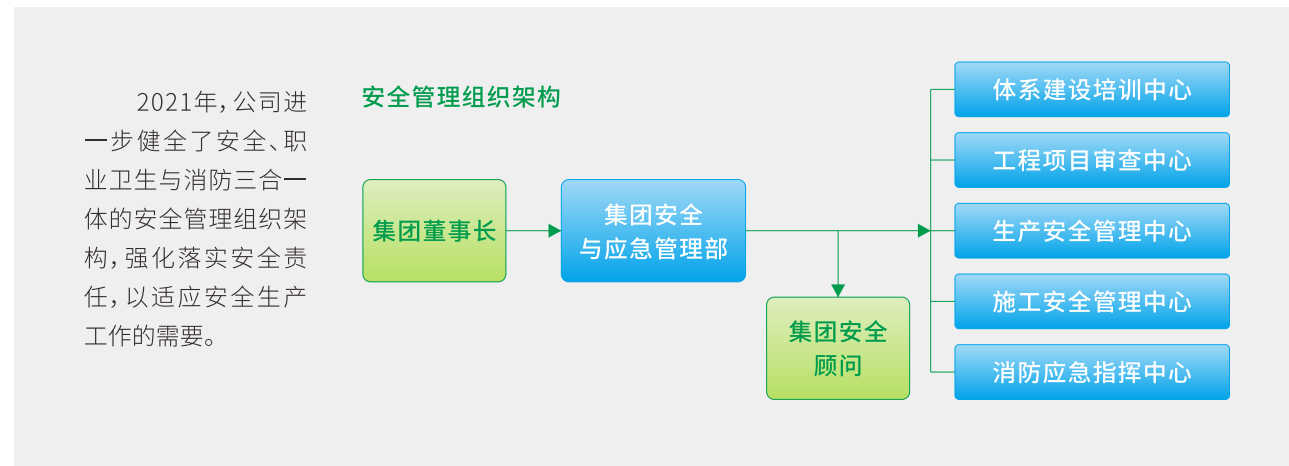 2021年，公司进
一步健全了安全、职
业卫生与消防三合一
体的安全管理组织架
构，强化落实安全责
任，以适应安全生产
工作的需要。
安全管理组织架构
集团董事长
集团安全
与应急管理部
集团安全
顾问
体系建设培训中心
工程项目审查中心
生产安全管理中心
施工安全管理中心
消防应急指挥中心